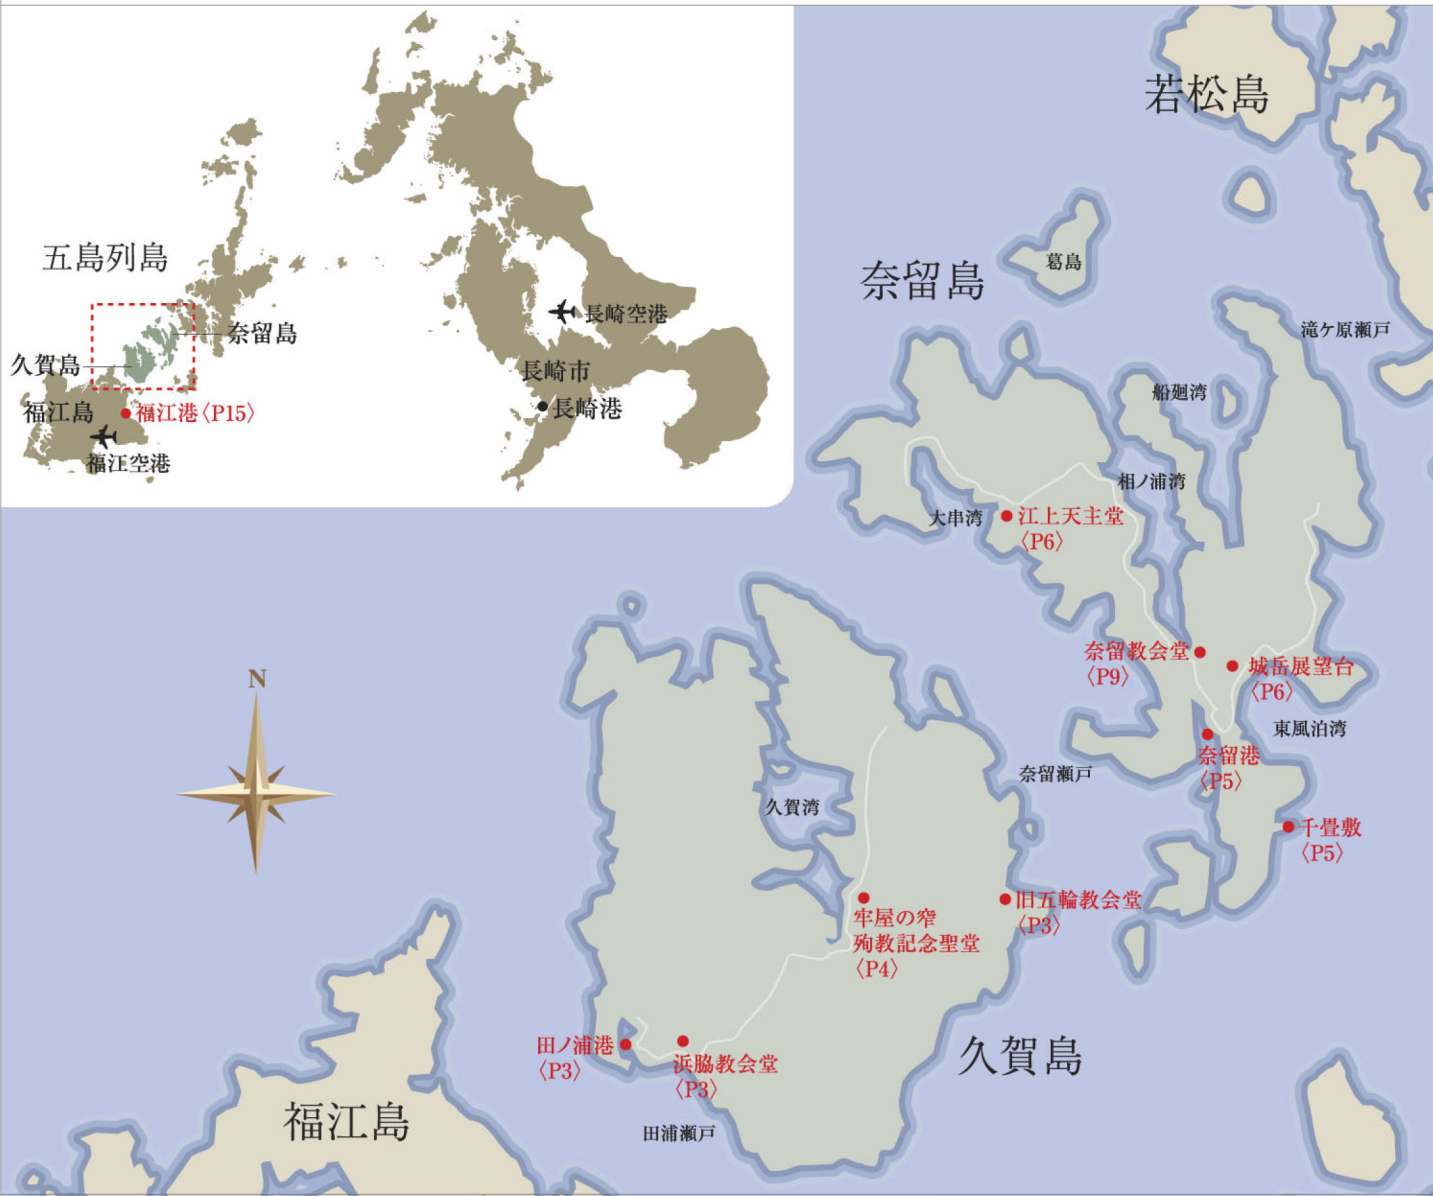 五島列島
奈留島
久賀島
福江島
福江港〈P15〉
福江空港
長崎空港
長崎市
長崎港
若松島
奈留島
葛島
滝ケ原瀬戸
船廻湾
相ノ浦湾
大串湾
江上天主堂
〈P6〉
奈留教会堂
〈P9〉
城岳展望台
〈P6〉
東風泊湾
奈留港
〈P5〉
奈留瀬戸
千畳敷
〈P5〉
N
久賀湾
牢屋の窄
殉教記念聖堂
〈P4〉
旧五輪教会堂
〈P3〉
田ノ浦港
〈P3〉
浜脇教会堂
〈P3〉
久賀島
福江島
田浦瀬戸